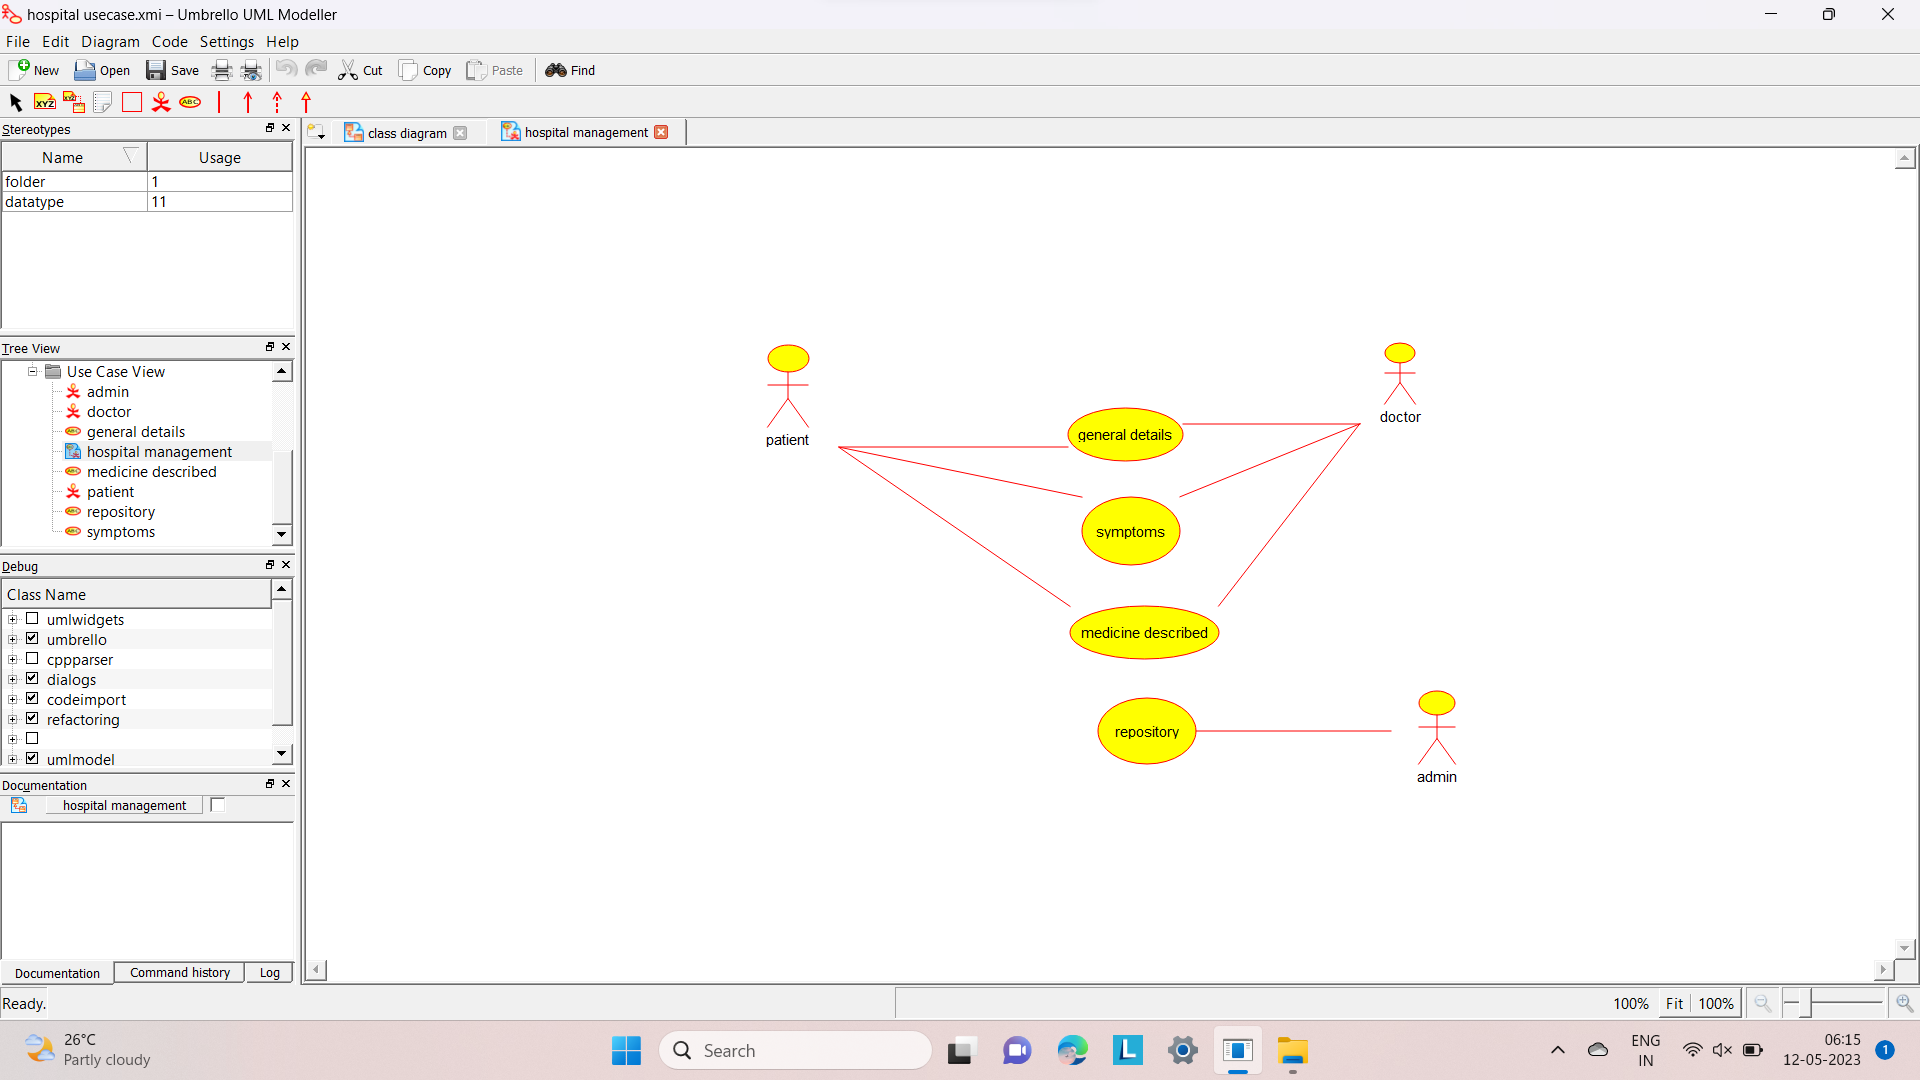 hospital usecase.xmi – Umbrello UML Modeller
File Edit Diagram Code Settings Help
New Open Save Cut Copy Paste Find
XYZ XYZ ABC
Stereotypes
class diagram hospital management
Name Usage
folder 1
datatype 11
Tree View
Use Case View
admin
doctor
general details
hospital management
medicine described
patient
repository
symptoms
Debug
Class Name
umlwidgets
umbrello
cppparser
dialogs
codeimport
refactoring
umlmodel
Documentation
hospital management
Documentation Command history Log
patient
doctor
general details
symptoms
medicine described
repository
admin
Ready.
100% Fit 100%
26°C
Partly cloudy
Search
L
ENG
IN
06:15
12-05-2023
1